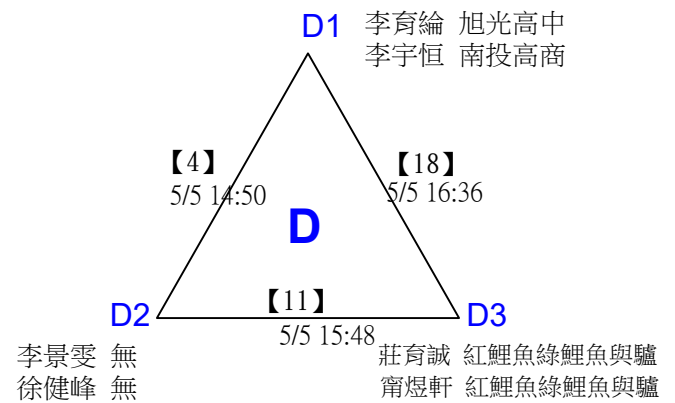 D1 李育綸 旭光高中
李宇恒 南投高商
【4】
5/5 14:50
【18】
5/5 16:36
D
【11】
5/5 15:48
D2
李景雯 無
徐健峰 無
D3
莊育誠 紅鯉魚綠鯉魚與驢
甯煜軒 紅鯉魚綠鯉魚與驢